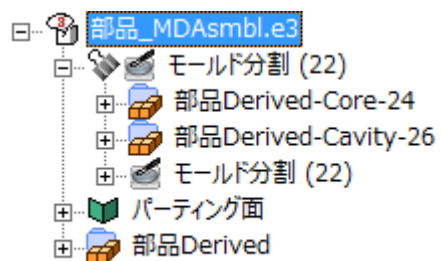 部品_MDAsmbl.e3
モールド分割 (22)
部品Derived-Core-24
部品Derived-Cavity-26
モールド分割 (22)
パーティング面
部品Derived